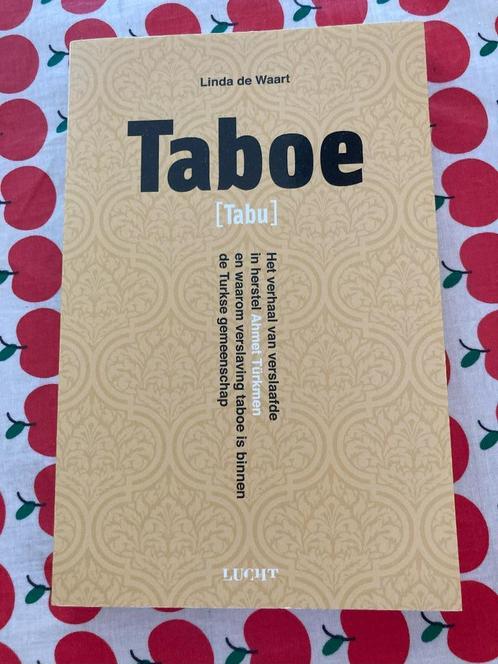 Linda de Waart
Taboe
[Tabu]
Het verhaal van verslaafde
in herstel Ahmet Türkmen
en waarom verslaving taboe is binnen
de Turkse gemeenschap
LUCHT